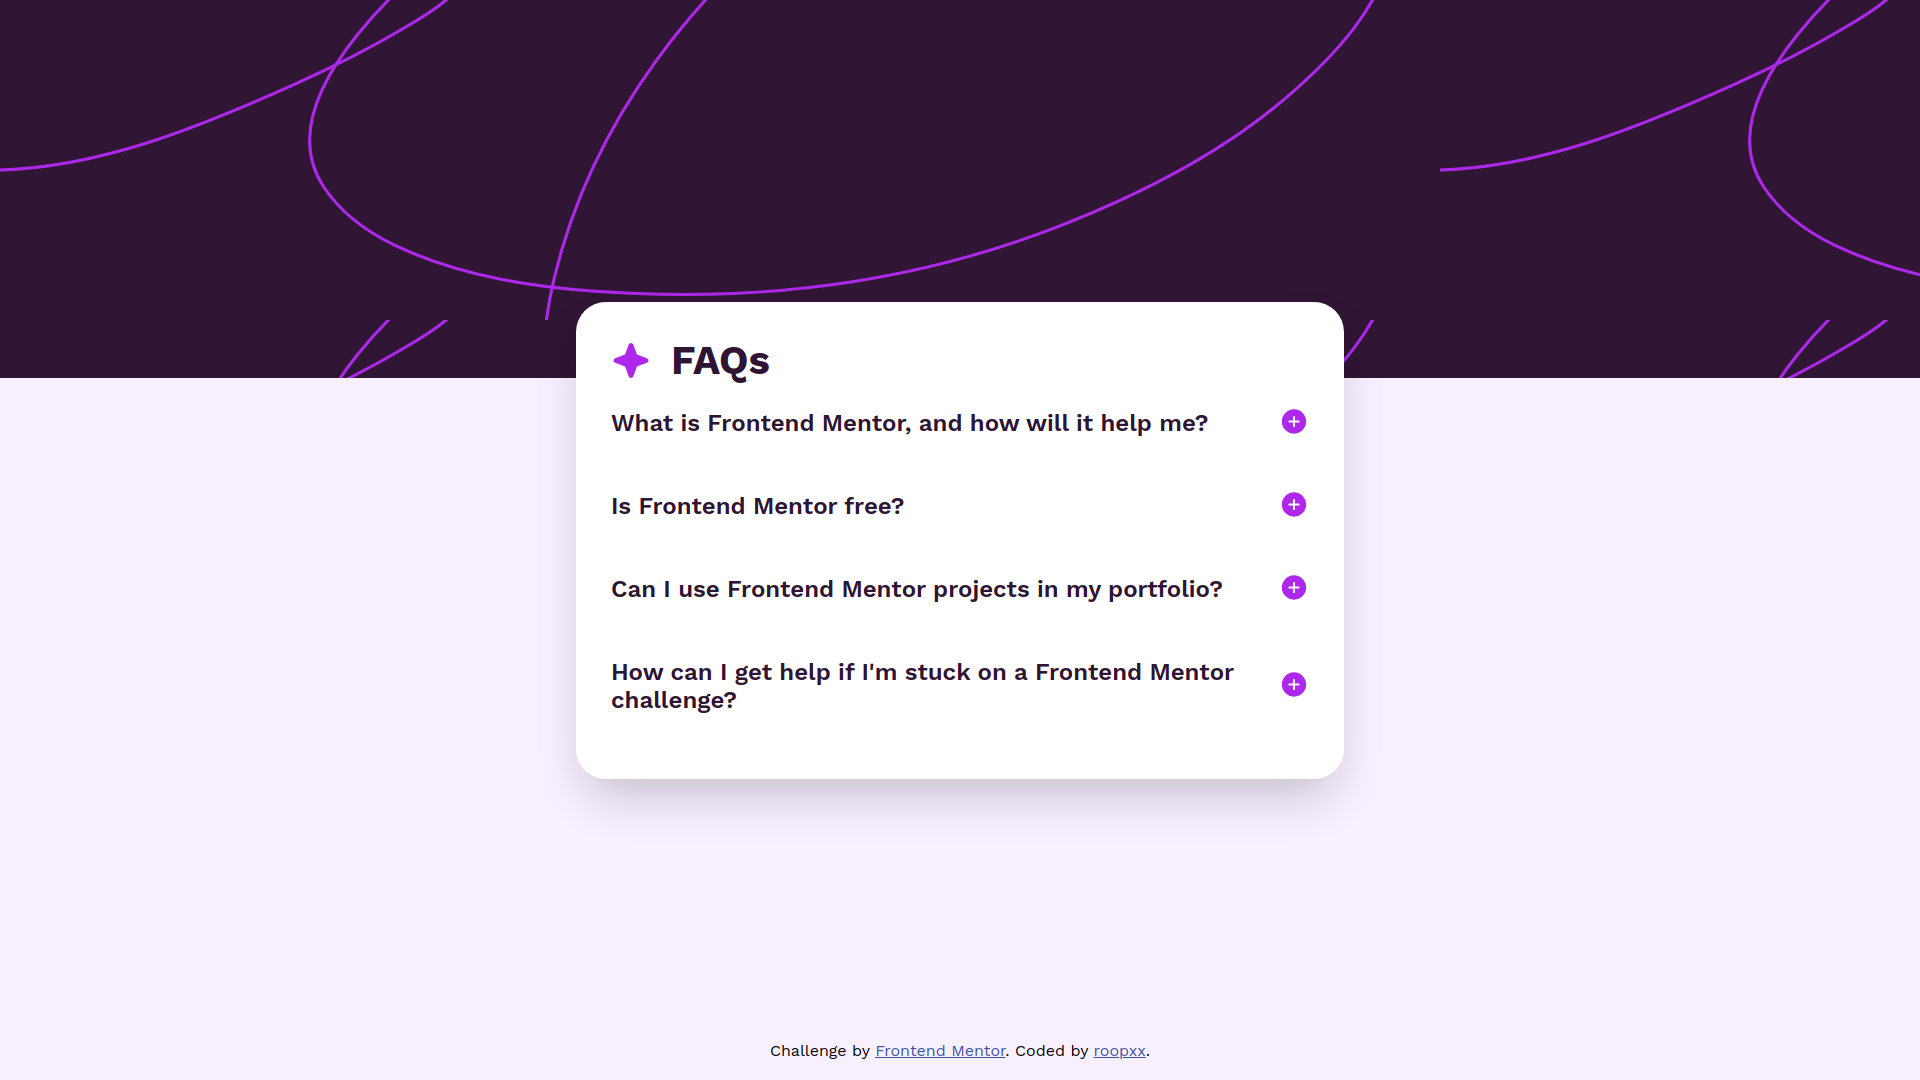 FAQs
What is Frontend Mentor, and how will it help me?
Is Frontend Mentor free?
Can I use Frontend Mentor projects in my portfolio?
How can I get help if I'm stuck on a Frontend Mentor
challenge?
Challenge by Frontend Mentor. Coded by roopxx.